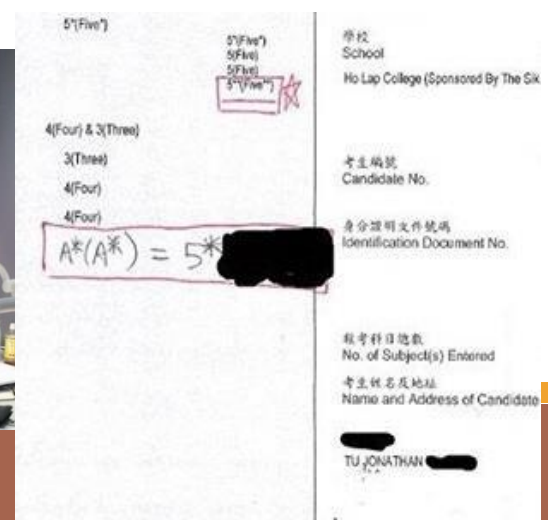 5*(Five*)
5*(Five*)
5(Five)
5(Five)
5**(Five**)
4(Four) & 3(Three)
3(Three)
4(Four)
4(Four)
A*(A*) = 5*
學校
School
Ho Lap College (Sponsored By The Sik
考生編號
Candidate No.
身分證明文件號碼
Identification Document No.
報考科目總數
No. of Subject(s) Entered
考生姓名及地址
Name and Address of Candidate
TU JONATHAN